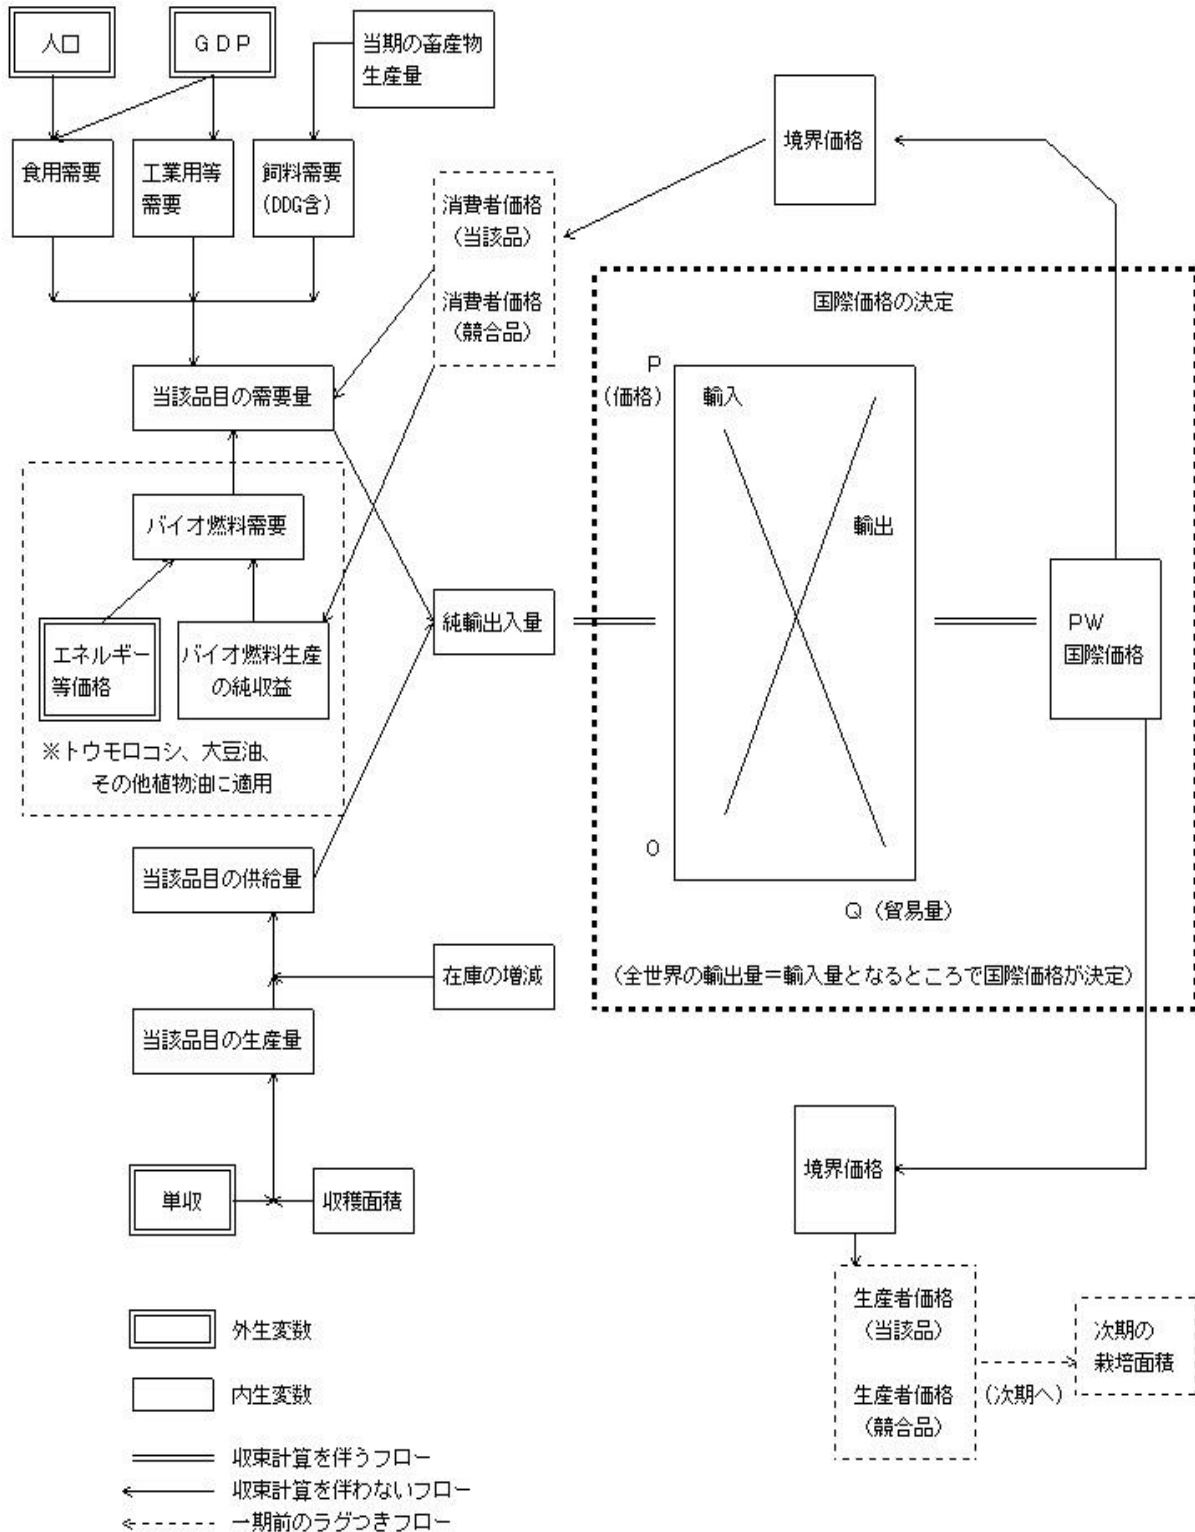 人口
GDP
当期の畜産物
生産量
境界価格
食用需要
工業用等
需要
飼料需要
(DDG含)
消費者価格
(当該品)
消費者価格
(競合品)
国際価格の決定
P
(価格)
輸入
輸出
O
Q (貿易量)
(全世界の輸出量=輸入量となるところで国際価格が決定)
当該品目の需要量
バイオ燃料需要
エネルギー
等価格
バイオ燃料生産
の純収益
※トウモロコシ、大豆油、
その他植物油に適用
純輸出入量
PW
国際価格
当該品目の供給量
在庫の増減
当該品目の生産量
単収
収穫面積
境界価格
生産者価格
(当該品)
生産者価格
(競合品)
(次期へ)
次期の
栽培面積
外生変数
内生変数
収束計算を伴うフロー
収束計算を伴わないフロー
一期前のラグつきフロー